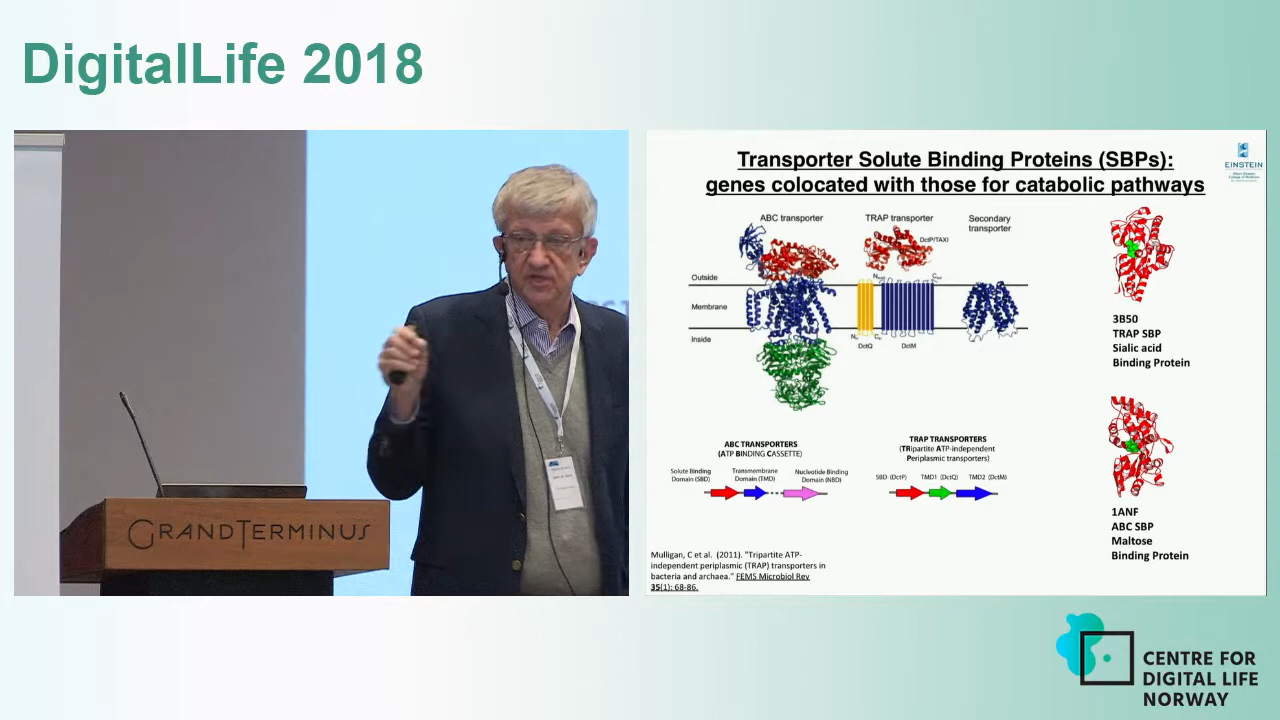 DigitalLife 2018
GRANDTERMINUS
Transporter Solute Binding Proteins (SBPs):
genes colocated with those for catabolic pathways
EINSTEIN
ABC transporter
TRAP transporter
Secondary
transporter
DctP/TAXI
Outside
Membrane
Inside
DctQ
DctM
3B50
TRAP SBP
Sialic acid
Binding Protein
ABC TRANSPORTERS
(ATP BINDING CASSETTE)
Solute Binding
Domain (SBD)
Transmembrane
Domain (TMD)
Nucleotide Binding
Domain (NBD)
TRAP TRANSPORTERS
(TRipartite ATP-independent
Periplasmic transporters)
SBD (DctP)
TMD1 (DctQ)
TMD2 (DctM)
1ANF
ABC SBP
Maltose
Binding Protein
Mulligan, C et al. (2011). "Tripartite ATP-
independent periplasmic (TRAP) transporters in
bacteria and archaea." FEMS Microbiol Rev
35(1): 68-86.
CENTRE FOR
DIGITAL LIFE
NORWAY